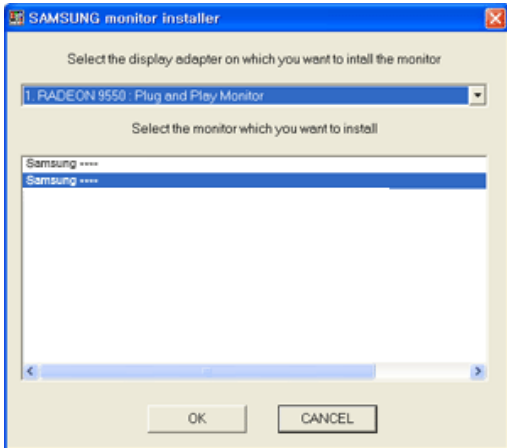 SAMSUNG monitor installer
Select the display adapter on which you want to intall the monitor
1. RADEON 9550 : Plug and Play Monitor
Select the monitor which you want to install
Samsung ----
Samsung ----
OK
CANCEL